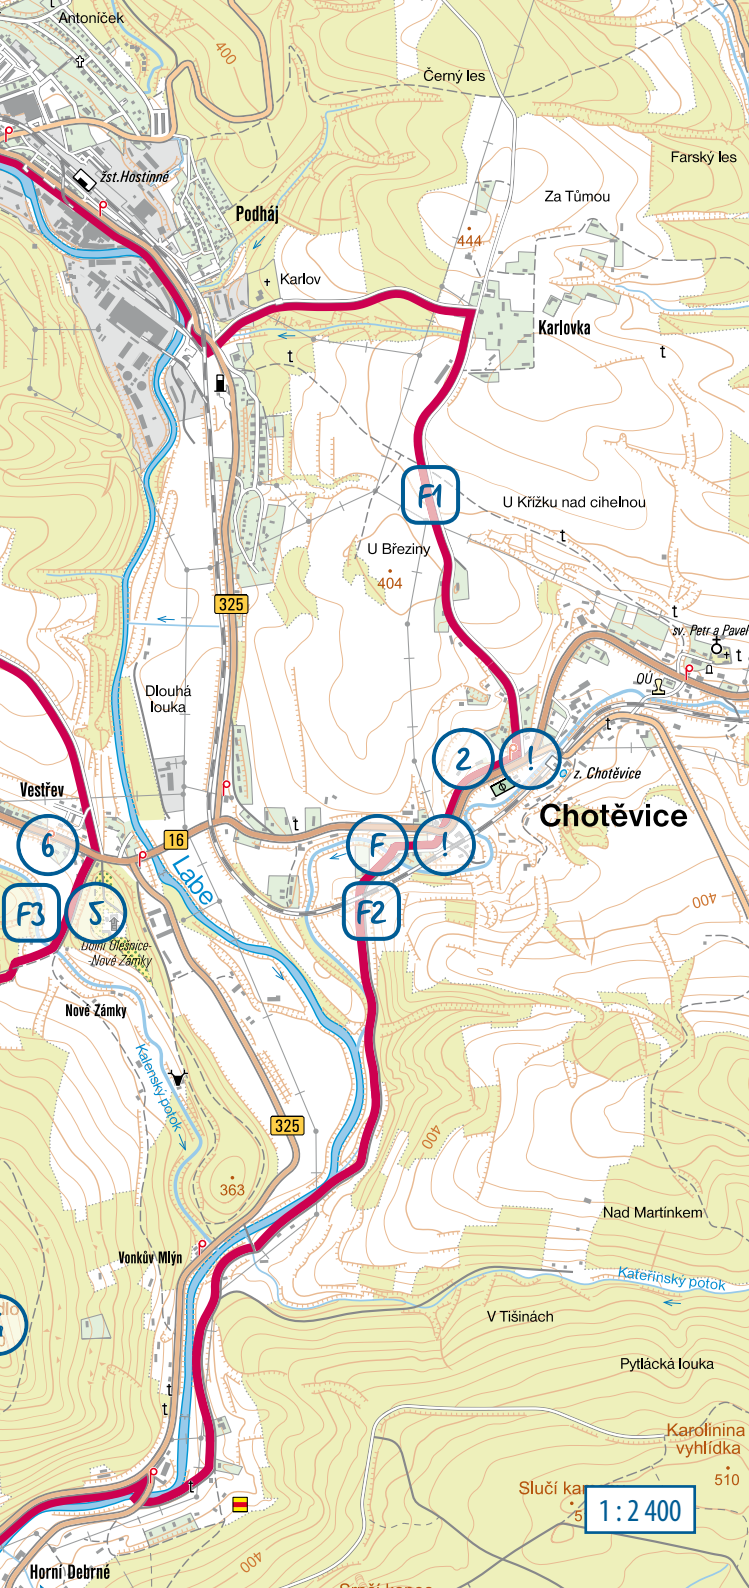 Antoníček
400
Černý les
Farský les
žst.Hostinné
Za Tůmou
Podháj
444
Karlov
Karlovka
t
t
F1
U Křížku nad cihelnou
t
U Březiny
404
325
t
sv. Petr a Pavel
t
OÚ
Dlouhá
louka
t
2
!
z. Chotěvice
Vestřev
Chotěvice
t
16
6
F
!
Labe
400
F3
5
F2
Dolní Olešnice-
-Nové Zámky
Nové Zámky
Kalenský potok
325
400
363
Nad Martinkem
Vonkův Mlýn
Kateřinský potok
V Tišinách
Pytlácká louka
t
t
Karolinina
vyhlídka
t
510
Slučí
1 : 2 400
400
Horní Debrné